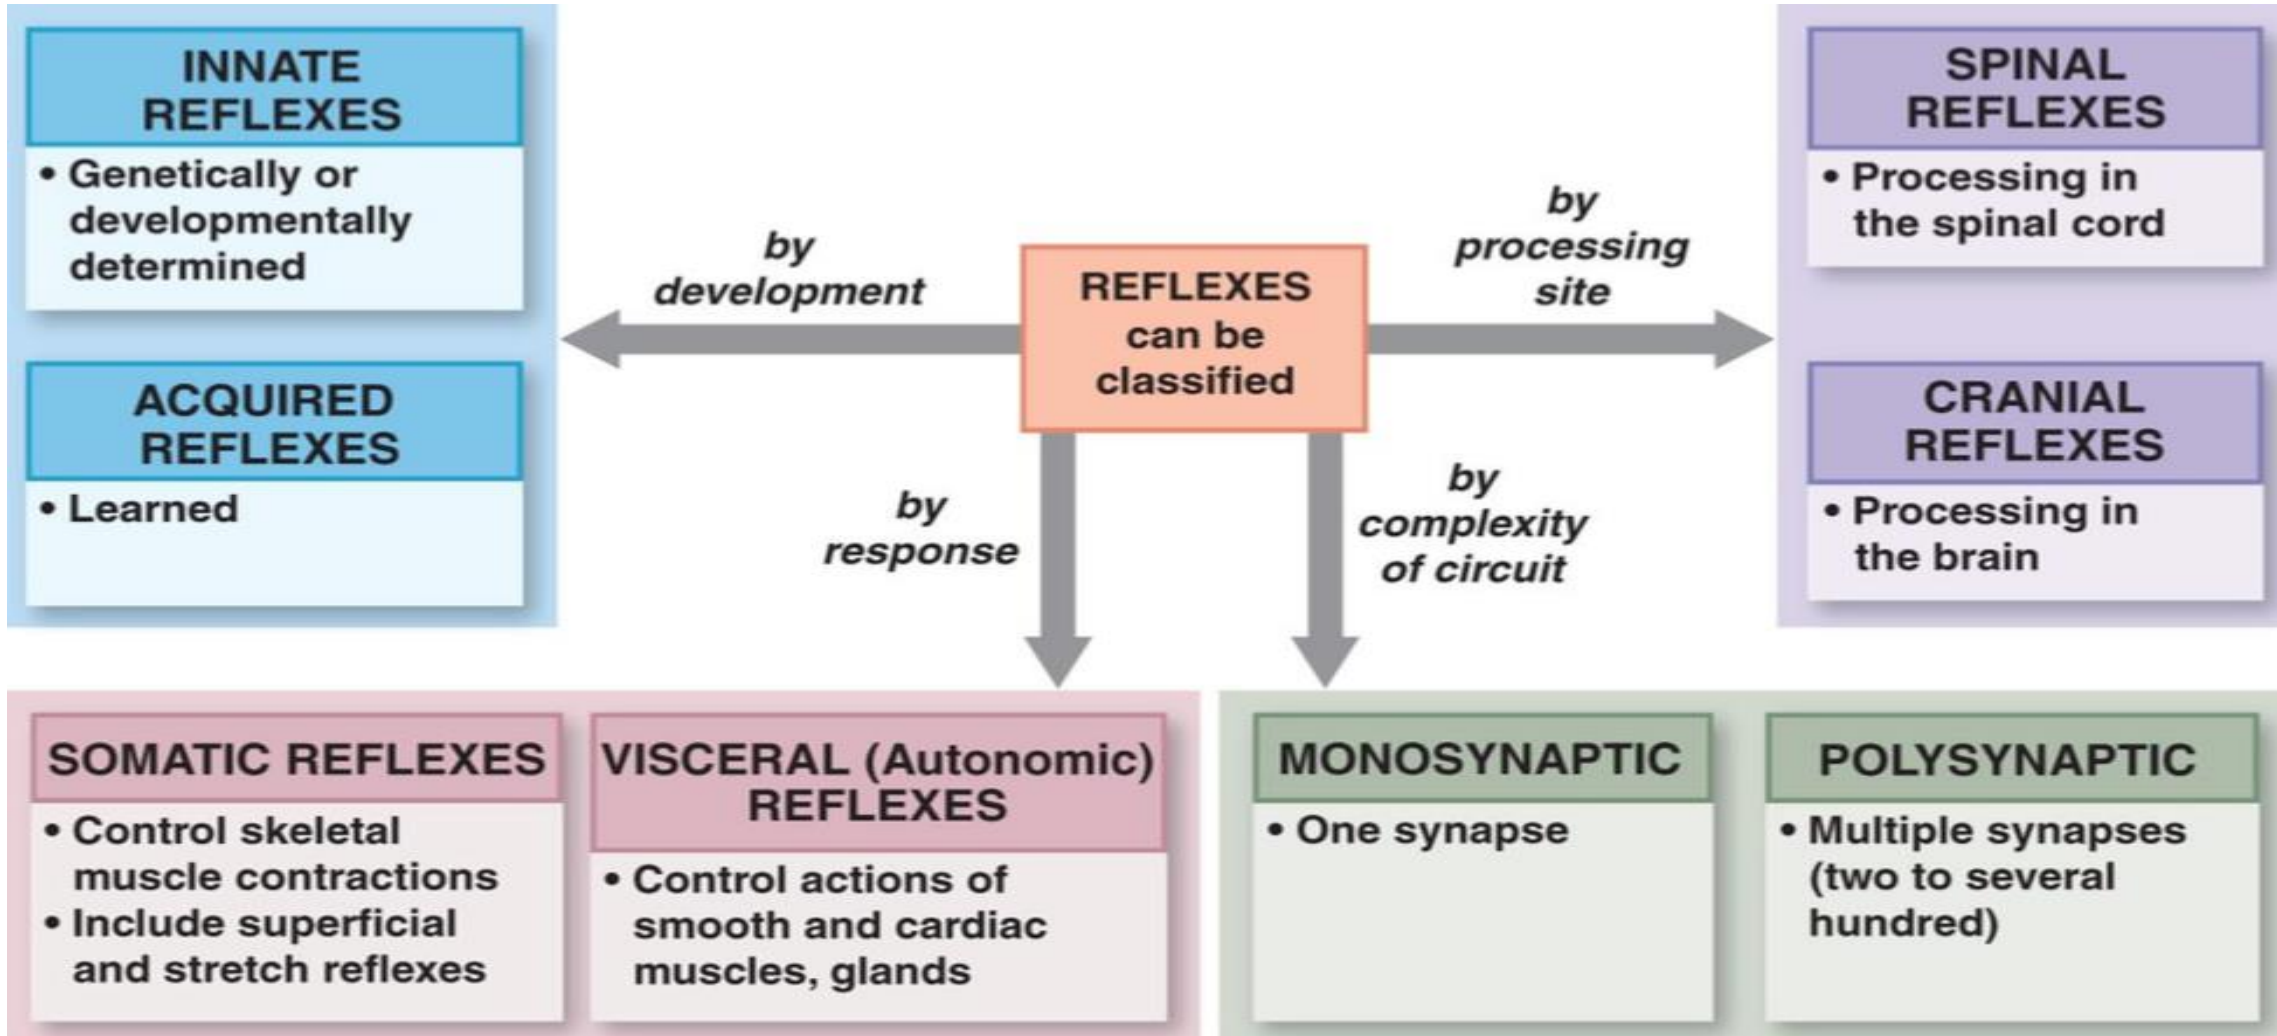 INNATE
REFLEXES
• Genetically or
developmentally
determined
ACQUIRED
REFLEXES
• Learned
by
development
REFLEXES
can be
classified
by
processing
site
SPINAL
REFLEXES
• Processing in
the spinal cord
CRANIAL
REFLEXES
• Processing in
the brain
by
response
by
complexity
of circuit
SOMATIC REFLEXES
• Control skeletal
muscle contractions
• Include superficial
and stretch reflexes
VISCERAL (Autonomic)
REFLEXES
• Control actions of
smooth and cardiac
muscles, glands
MONOSYNAPTIC
• One synapse
POLYSYNAPTIC
• Multiple synapses
(two to several
hundred)